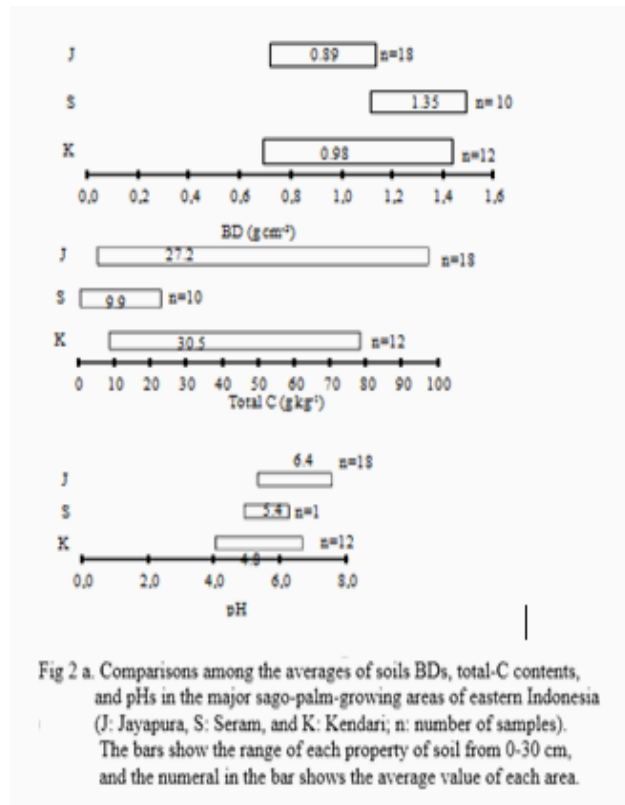 J 0.89 n=18
S 1.35 n= 10
K 0.98 n=12
0,0 0,2 0,4 0,6 0,8 1,0 1,2 1,4 1,6
BD (g cm⁻³)
J 27.2 n=18
S 9.9 n=10
K 30.5 n=12
0 10 20 30 40 50 60 70 80 90 100
Total C (g kg⁻¹)
6.4 n=18
J
S 5.4 n=1
K n=12
4.9
0,0 2,0 4,0 6,0 8,0
pH
Fig 2 a. Comparisons among the averages of soils BDs, total-C contents,
and pHs in the major sago-palm-growing areas of eastern Indonesia
(J: Jayapura, S: Seram, and K: Kendari; n: number of samples).
The bars show the range of each property of soil from 0-30 cm,
and the numeral in the bar shows the average value of each area.